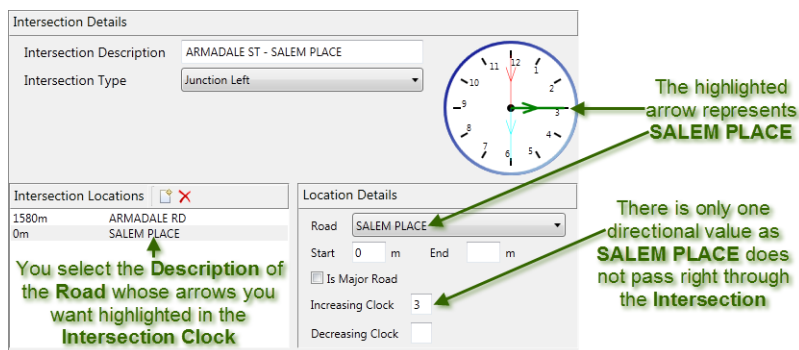 Intersection Details
Intersection Description ARMADALE ST - SALEM PLACE
Intersection Type Junction Left
12
1
2
3
4
5
6
7
8
9
10
11
The highlighted
arrow represents
SALEM PLACE
Intersection Locations
1580m ARMADALE RD
0m SALEM PLACE
You select the Description of
the Road whose arrows you
want highlighted in the
Intersection Clock
Location Details
Road SALEM PLACE
Start 0 m End m
Is Major Road
Increasing Clock 3
Decreasing Clock
There is only one
directional value as
SALEM PLACE does
not pass right through
the Intersection